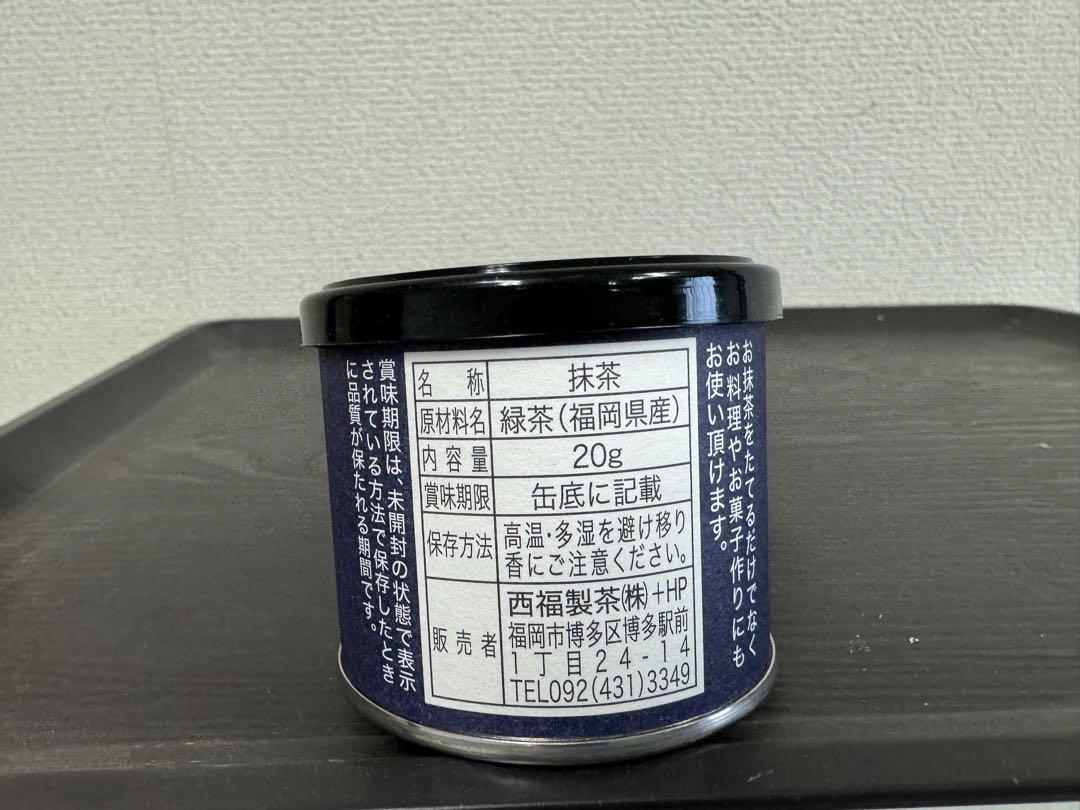 名称 抹茶
原材料名 緑茶(福岡県産)
内容量 20g
賞味期限 缶底に記載
保存方法 高温・多湿を避け移り
香にご注意ください。
販売者 西福製茶㈱+HP
福岡市博多区博多駅前
1丁目24-14
TEL092(431)3349
お抹茶をたてるだけでなく
お料理やお菓子作りにも
お使い頂けます。
賞味期限は、未開封の状態で表示
されている方法で保存したとき
に品質が保たれる期間です。